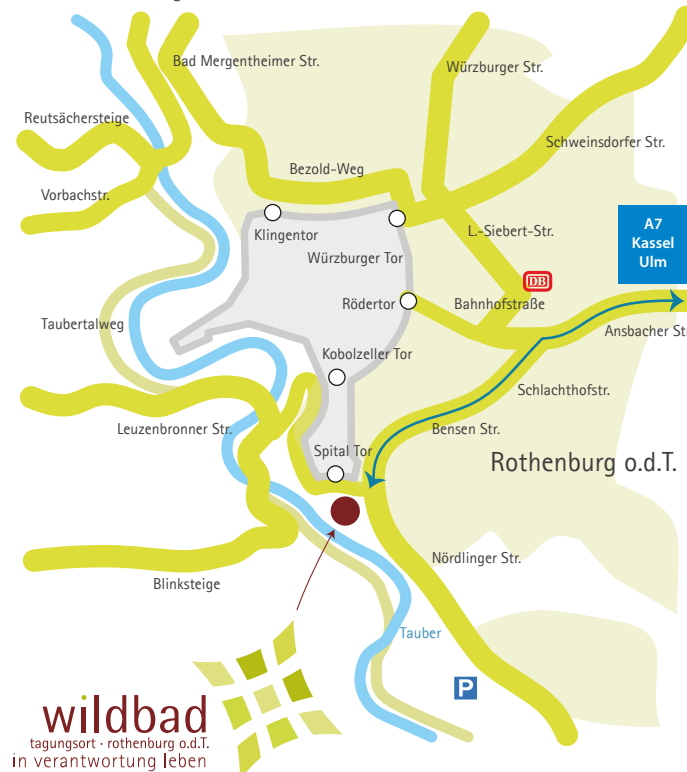 Bad Mergentheimer Str.
Würzburger Str.
Reutsächersteige
Schweinsdorfer Str.
Bezold-Weg
Vorbachstr.
A7
Kassel
Ulm
Klingentor
L.-Siebert-Str.
Würzburger Tor
DB
Rödertor
Bahnhofstraße
Taubertalweg
Ansbacher Str
Kobolzeller Tor
Schlachthofstr.
Leuzenbronner Str.
Bensen Str.
Spital Tor
Rothenburg o.d.T.
Nördlinger Str.
Blinksteige
Tauber
P
wildbad
tagungsort · rothenburg o.d.T.
in verantwortung leben